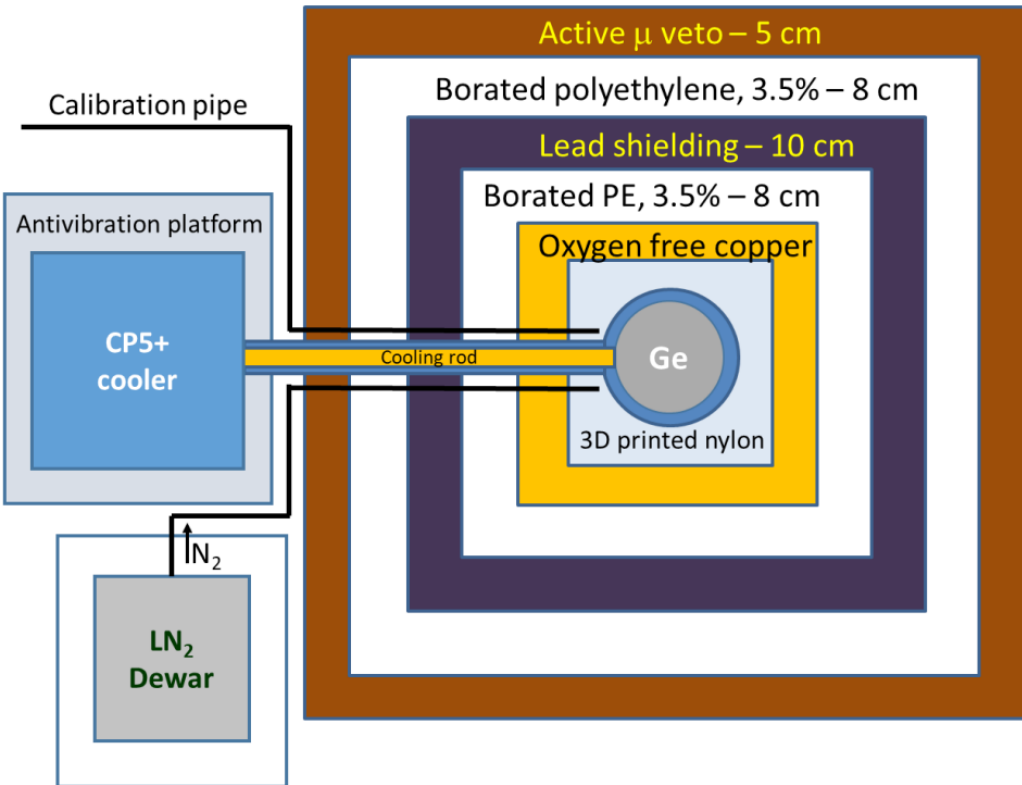 Active μ veto – 5 cm
Borated polyethylene, 3.5% – 8 cm
Calibration pipe
Lead shielding – 10 cm
Borated PE, 3.5% – 8 cm
Antivibration platform
Oxygen free copper
CP5+
cooler
Cooling rod
Ge
3D printed nylon
N₂
LN₂
Dewar